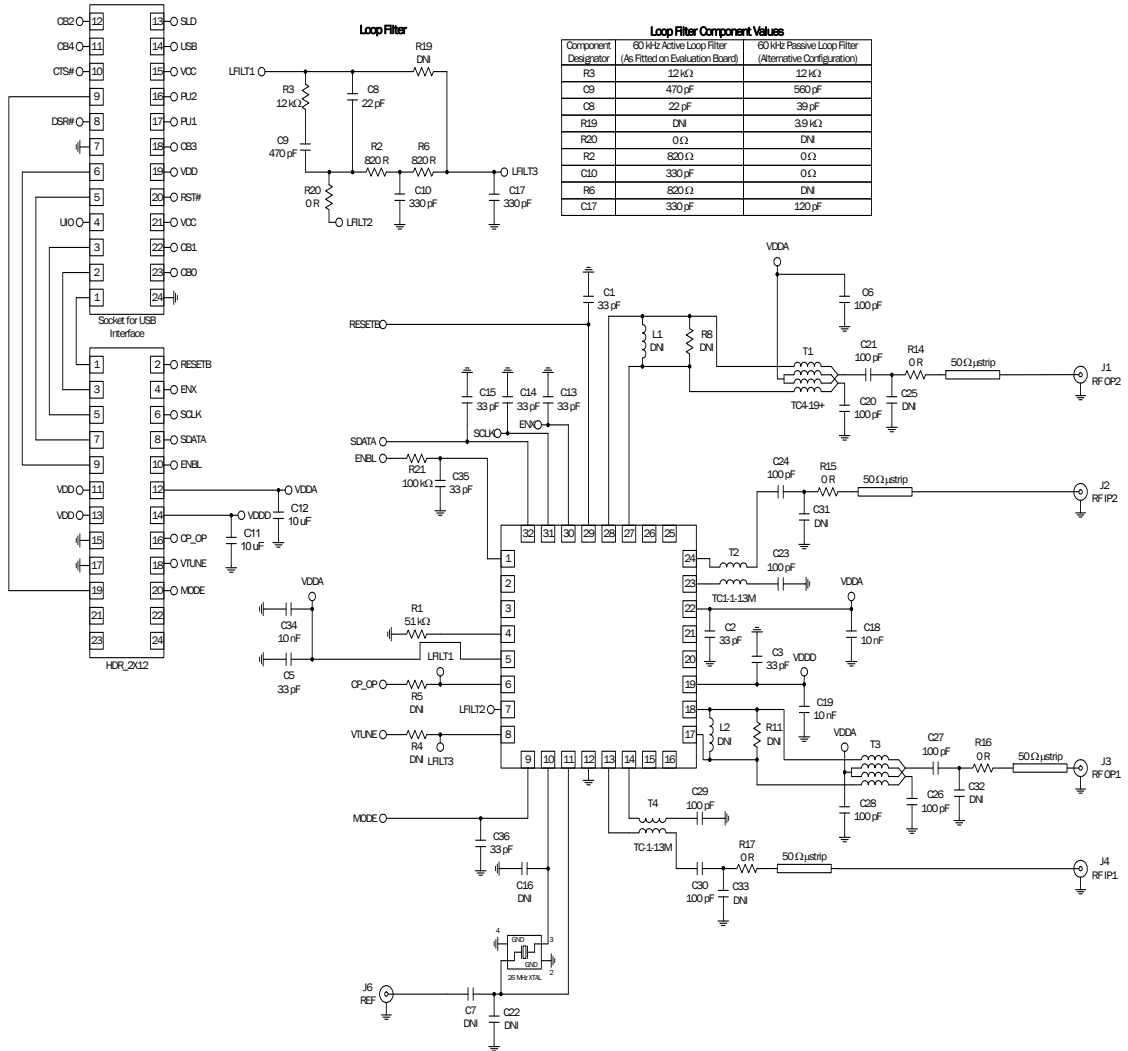 CB2 12 13 SLD
CB4 11 14 USB
CTS# 10 15 VCC
9 16 PU2
DSR# 8 17 PU1
7 18 CB3
6 19 VDD
5 20 RST#
UIO 4 21 VCC
3 22 CB1
2 23 CB0
1 24
Socket for USB
Interface
1 2 RESETB
3 4 ENX
5 6 SCLK
7 8 SDATA
9 10 ENBL
VDD 11 12 VDDA
C12
10 uF
VDD 13 14 VDDD
C11
10 uF
15 16 CP_OP
17 18 VTUNE
19 20 MODE
21 22
23 24
HDR_2X12
Loop Filter
LFILT1
R19
DNI
R3
12 kΩ
C8
22 pF
C9
470 pF
R2
820 R
R6
820 R
LFILT3
R20
0 R
C10
330 pF
C17
330 pF
LFILT2
Loop Filter Component Values
Component Designator 60 kHz Active Loop Filter (As Fitted on Evaluation Board) 60 kHz Passive Loop Filter (Alternative Configuration)
R3 12 kΩ 12 kΩ
C9 470 pF 560 pF
C8 22 pF 39 pF
R19 DNI 3.9 kΩ
R20 0 Ω DNI
R2 820 Ω 0 Ω
C10 330 pF 0 Ω
R6 820 Ω DNI
C17 330 pF 120 pF
VDDA
C6
100 pF
C1
33 pF
RESETB
L1
DNI
R8
DNI
T1
TC4-19+
C21
100 pF
R14
0 R
50 Ω µstrip
J1
RF OP2
C20
100 pF
C25
DNI
C15
33 pF
C14
33 pF
C13
33 pF
ENX
SCLK
SDATA
ENBL
R21
100 kΩ
C35
33 pF
C24
100 pF
R15
0 R
50 Ω µstrip
J2
RF IP2
C31
DNI
32 31 30 29 28 27 26 25
1 24
2 23
3 22
4 21
5 20
6 19
7 18
8 17
9 10 11 12 13 14 15 16
T2
TC1-1-13M
C23
100 pF
VDDA
C2
33 pF
C18
10 nF
C3
33 pF
VDDD
C19
10 nF
VDDA
C34
10 nF
C5
33 pF
R1
51 kΩ
LFILT1
CP_OP
R5
DNI
LFILT2
VTUNE
R4
DNI
LFILT3
L2
DNI
R11
DNI
VDDA
T3
C27
100 pF
R16
0 R
50 Ω µstrip
J3
RF OP1
C28
100 pF
C26
100 pF
C32
DNI
MODE
C36
33 pF
C16
DNI
T4
TC-1-13M
C29
100 pF
C30
100 pF
R17
0 R
50 Ω µstrip
J4
RF IP1
C33
DNI
4 GND 3
GND 2
26 MHz XTAL
J6
REF
C7
DNI
C22
DNI